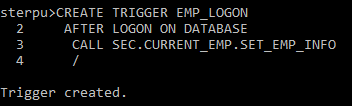 sterpu>CREATE TRIGGER EMP_LOGON
2 AFTER LOGON ON DATABASE
3 CALL SEC.CURRENT_EMP.SET_EMP_INFO
4 /
Trigger created.